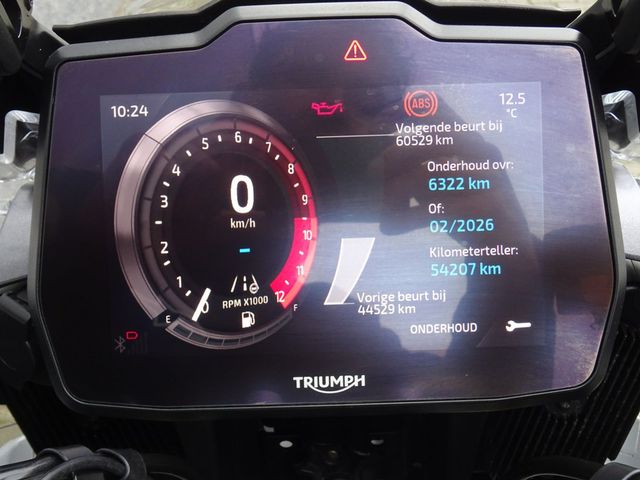 10:24
ABS
12.5
°C
Volgende beurt bij
60529 km
Onderhoud ovr:
6322 km
Of:
02/2026
Kilometerteller:
54207 km
Vorige beurt bij
44529 km
ONDERHOUD
0 1 2 3 4 5 6 7 8 9 10 11 12
0
km/h
-
RPM X1000
E F
TRIUMPH